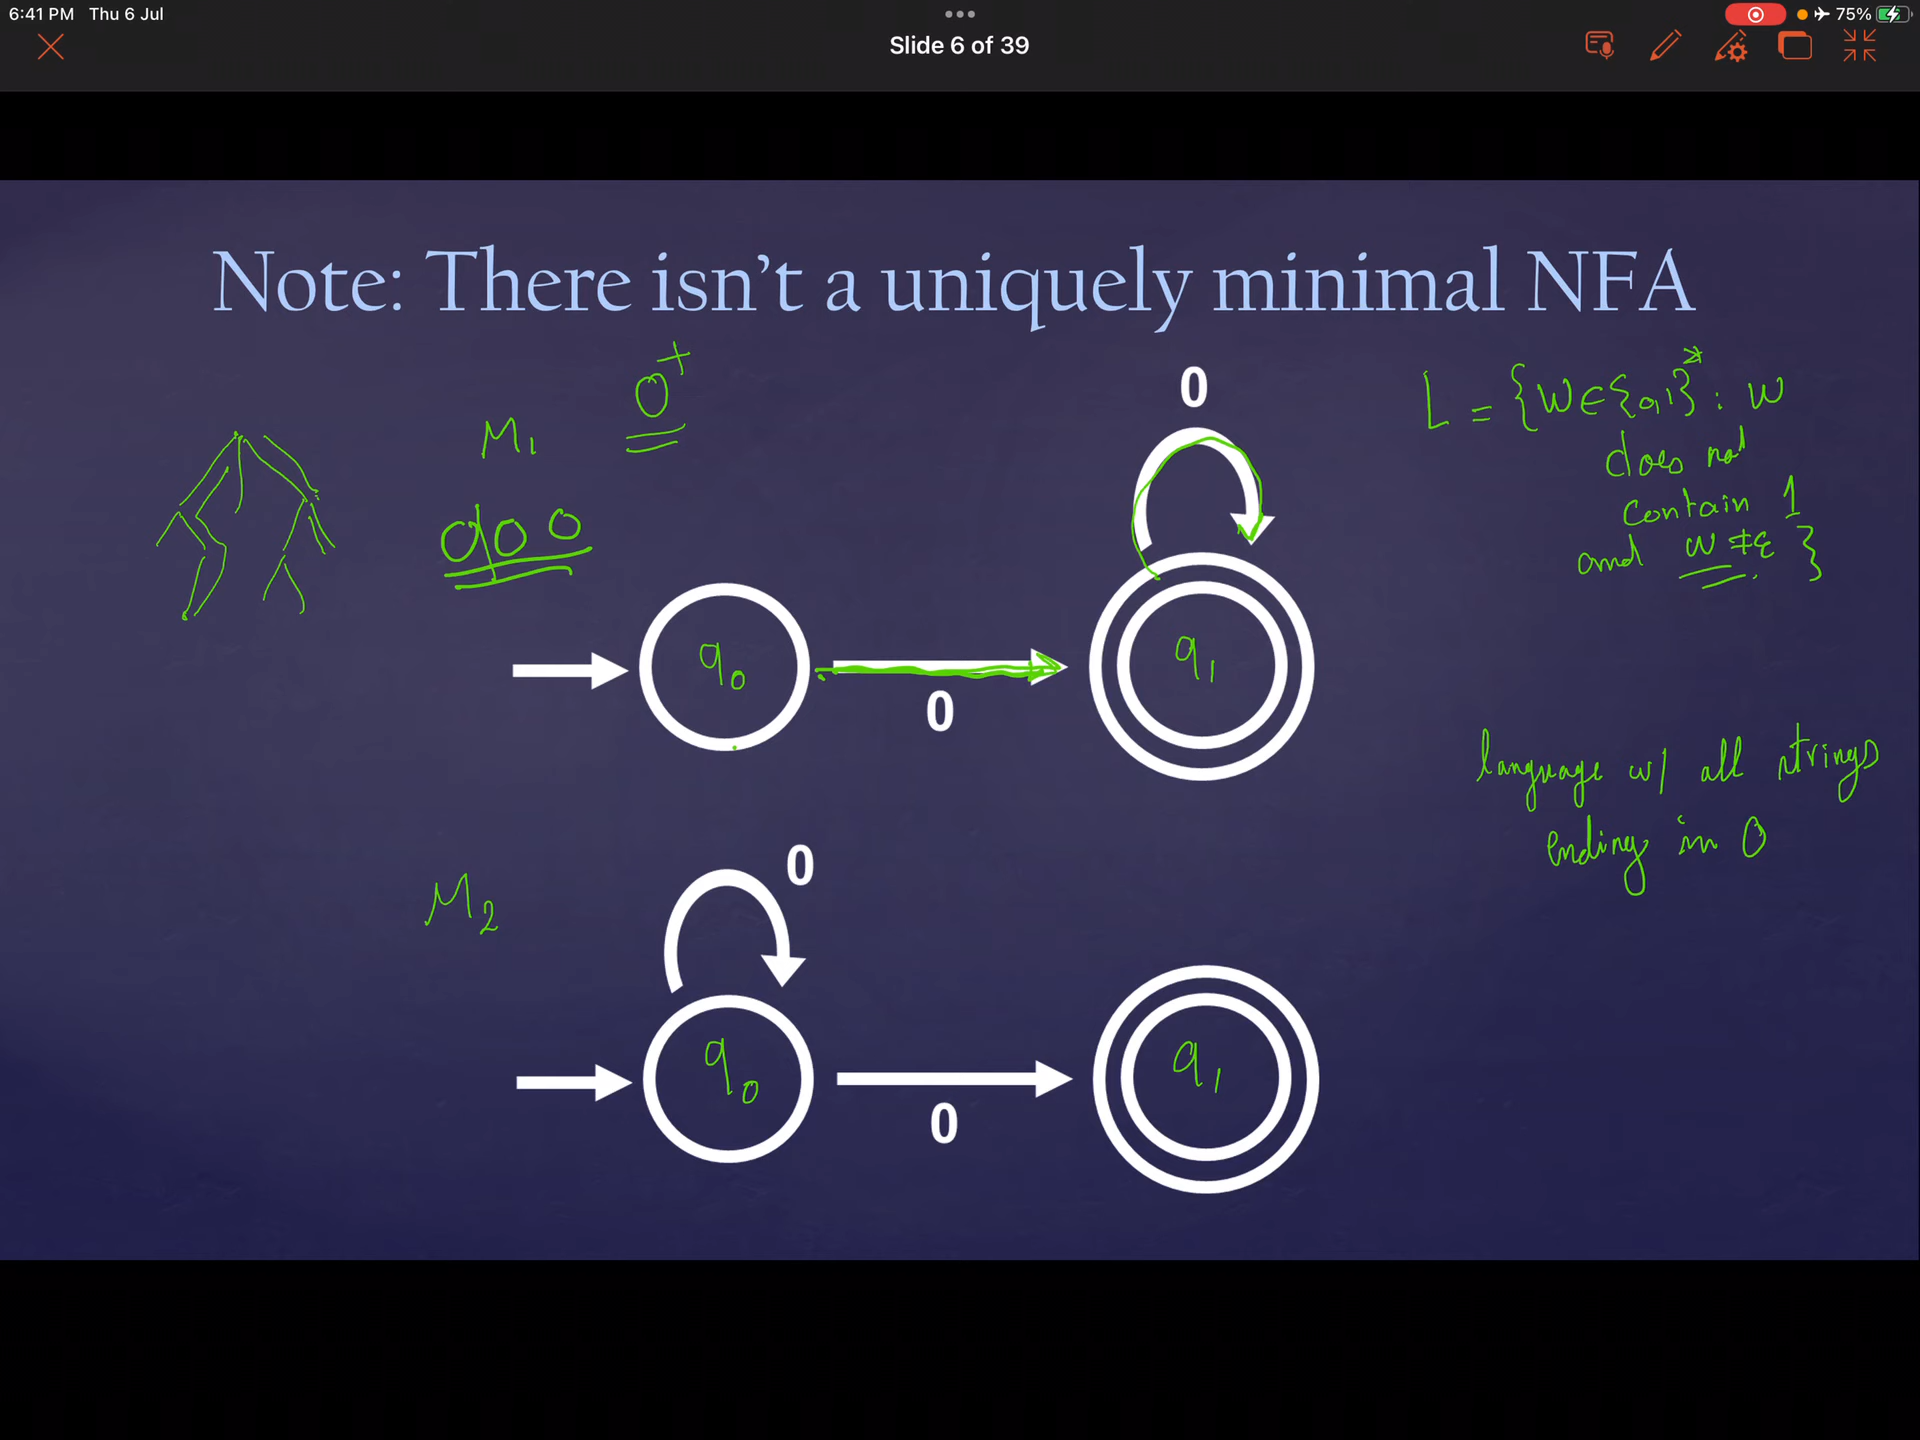 6:41 PM Thu 6 Jul
75%
Slide 6 of 39
Note: There isn't a uniquely minimal NFA
0⁺
M₁
000
0
L = {w∈{0,1}* : w
does not
contain 1
and w ≠ ε }
q₀
q₁
0
language w/ all strings
ending in 0
M₂
0
q₀
q₁
0